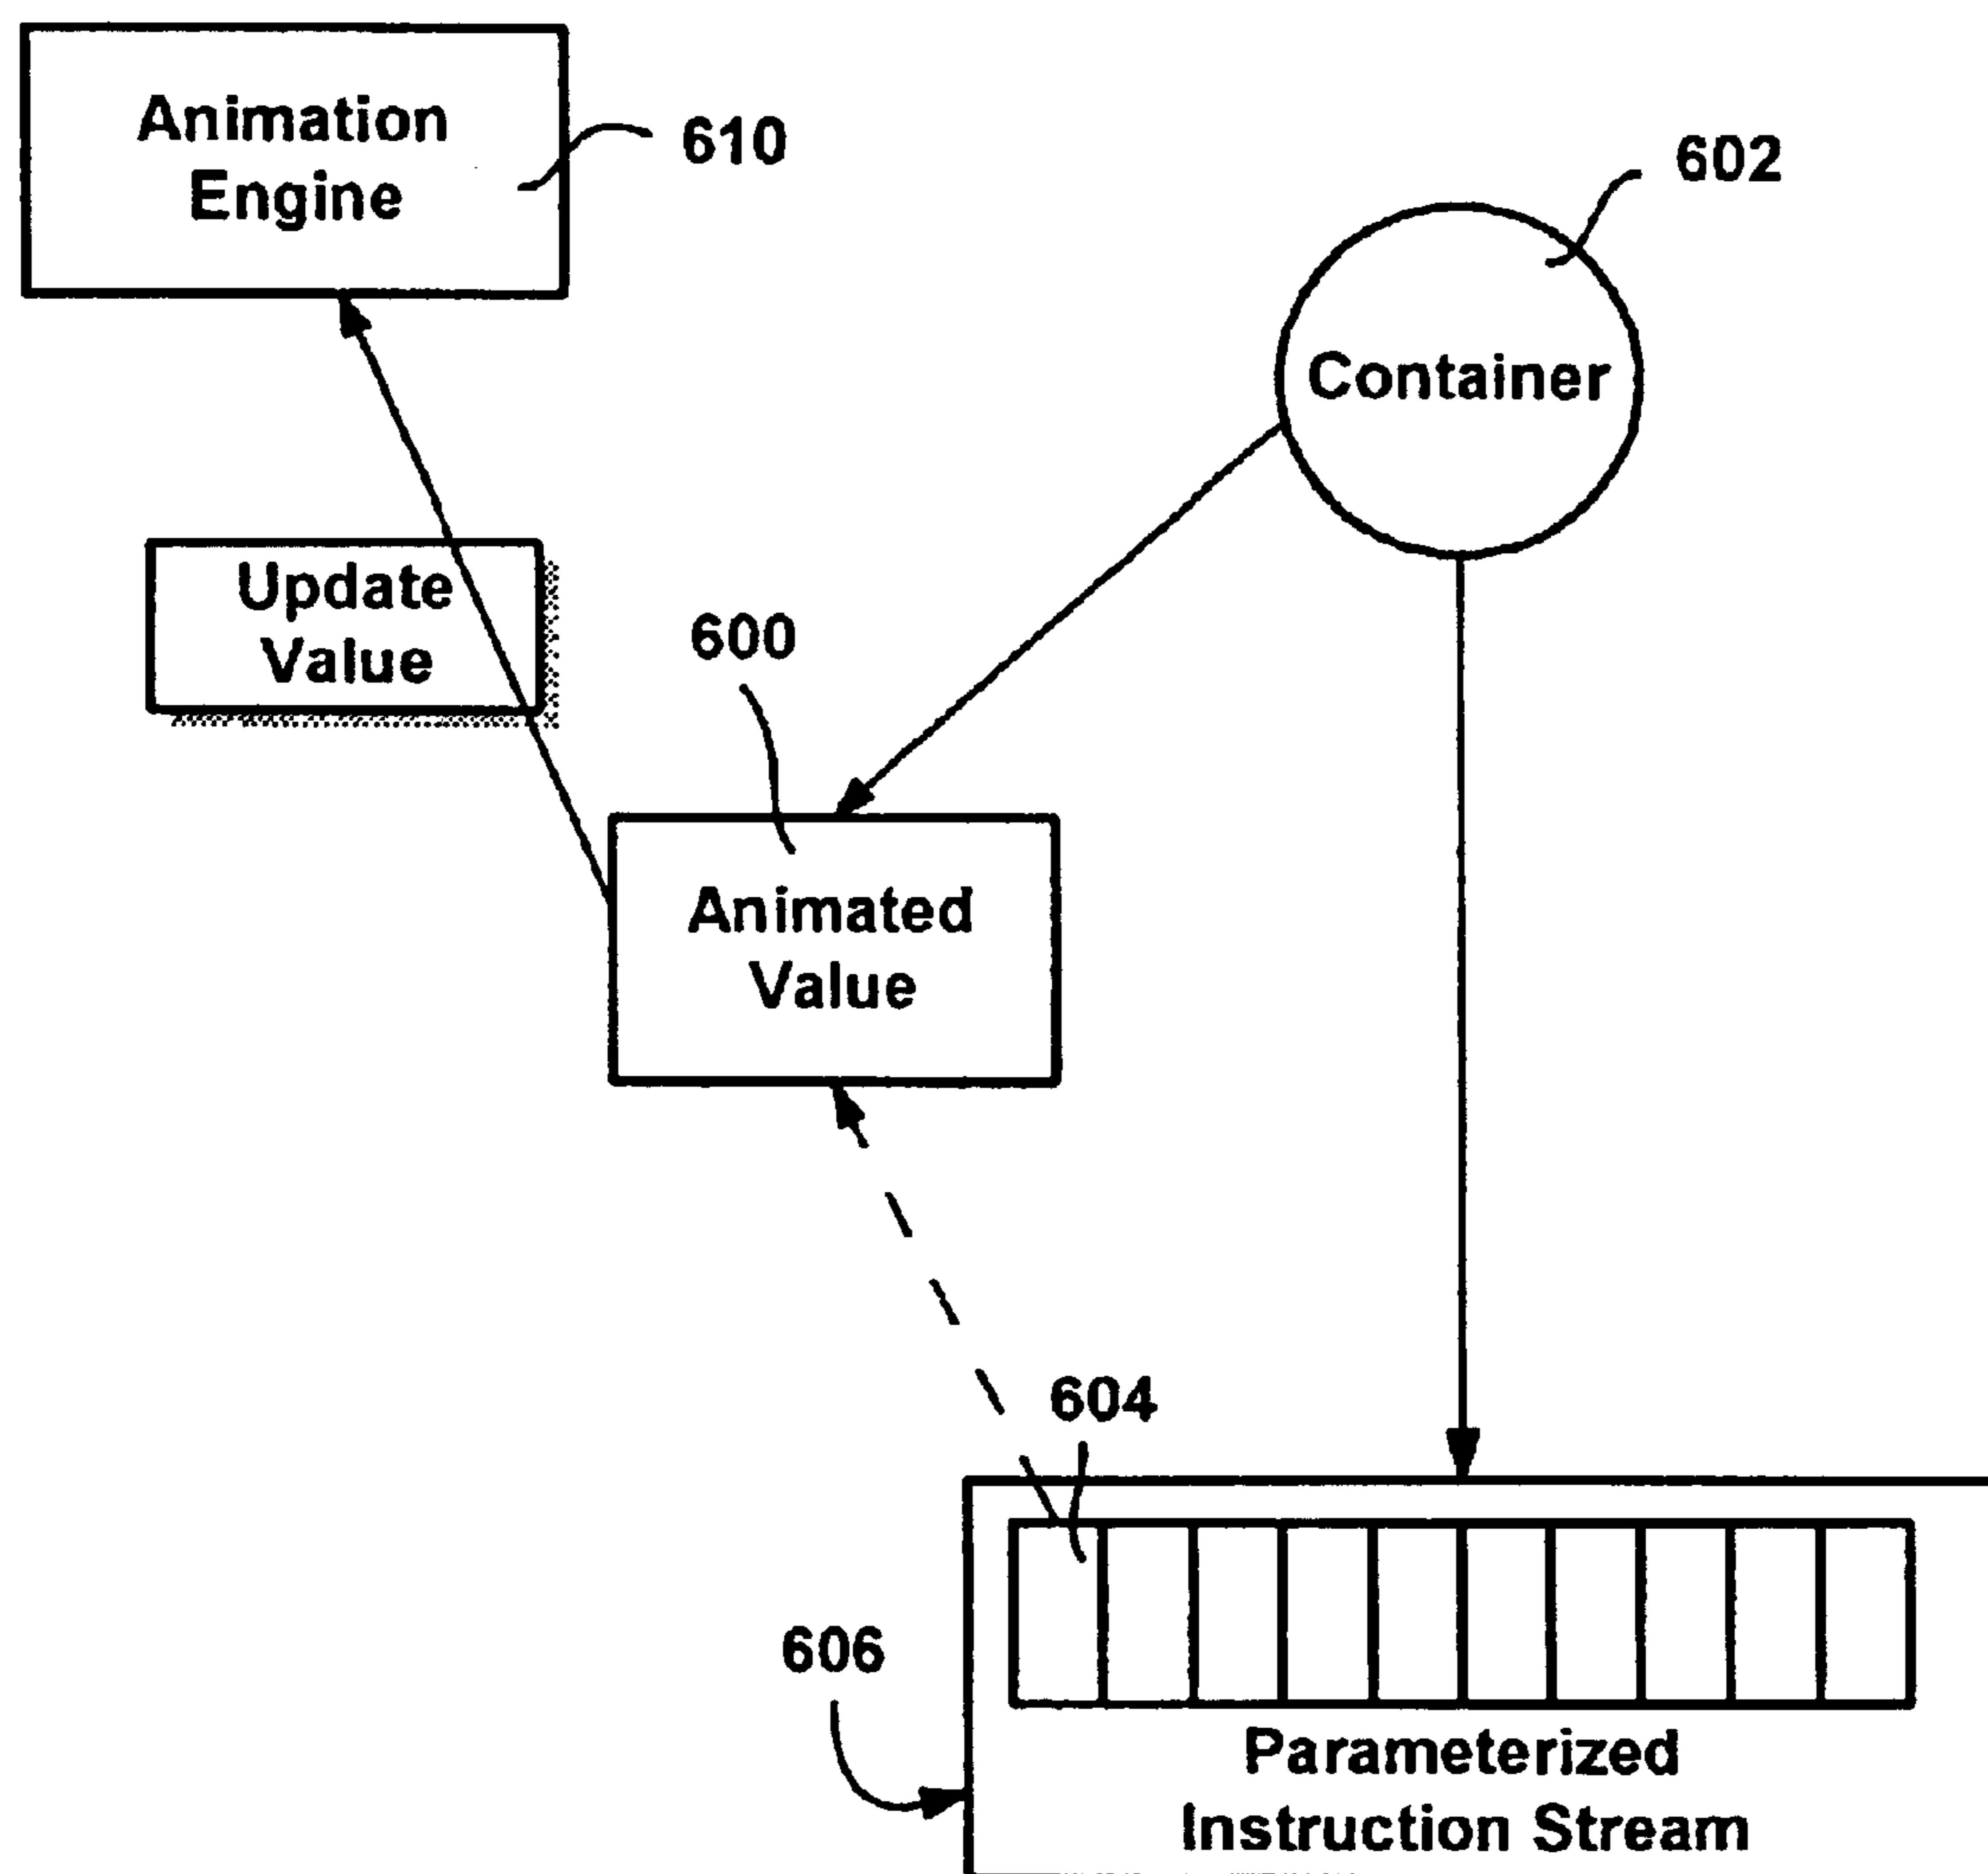 Animation
Engine
610
602
Container
Update
Value
600
Animated
Value
604
606
Parameterized
Instruction Stream